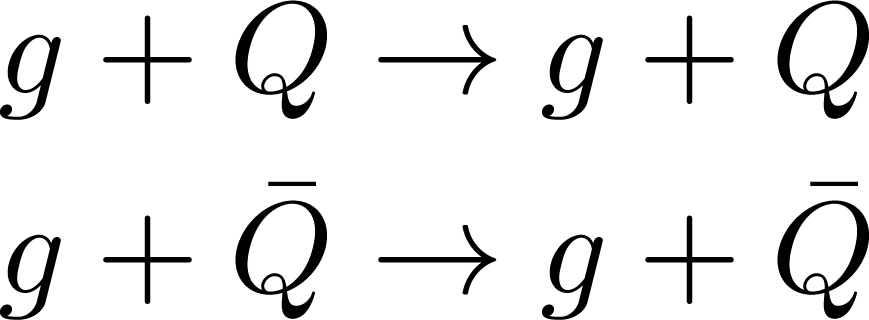 g + Q → g + Q
g + Q̄ → g + Q̄